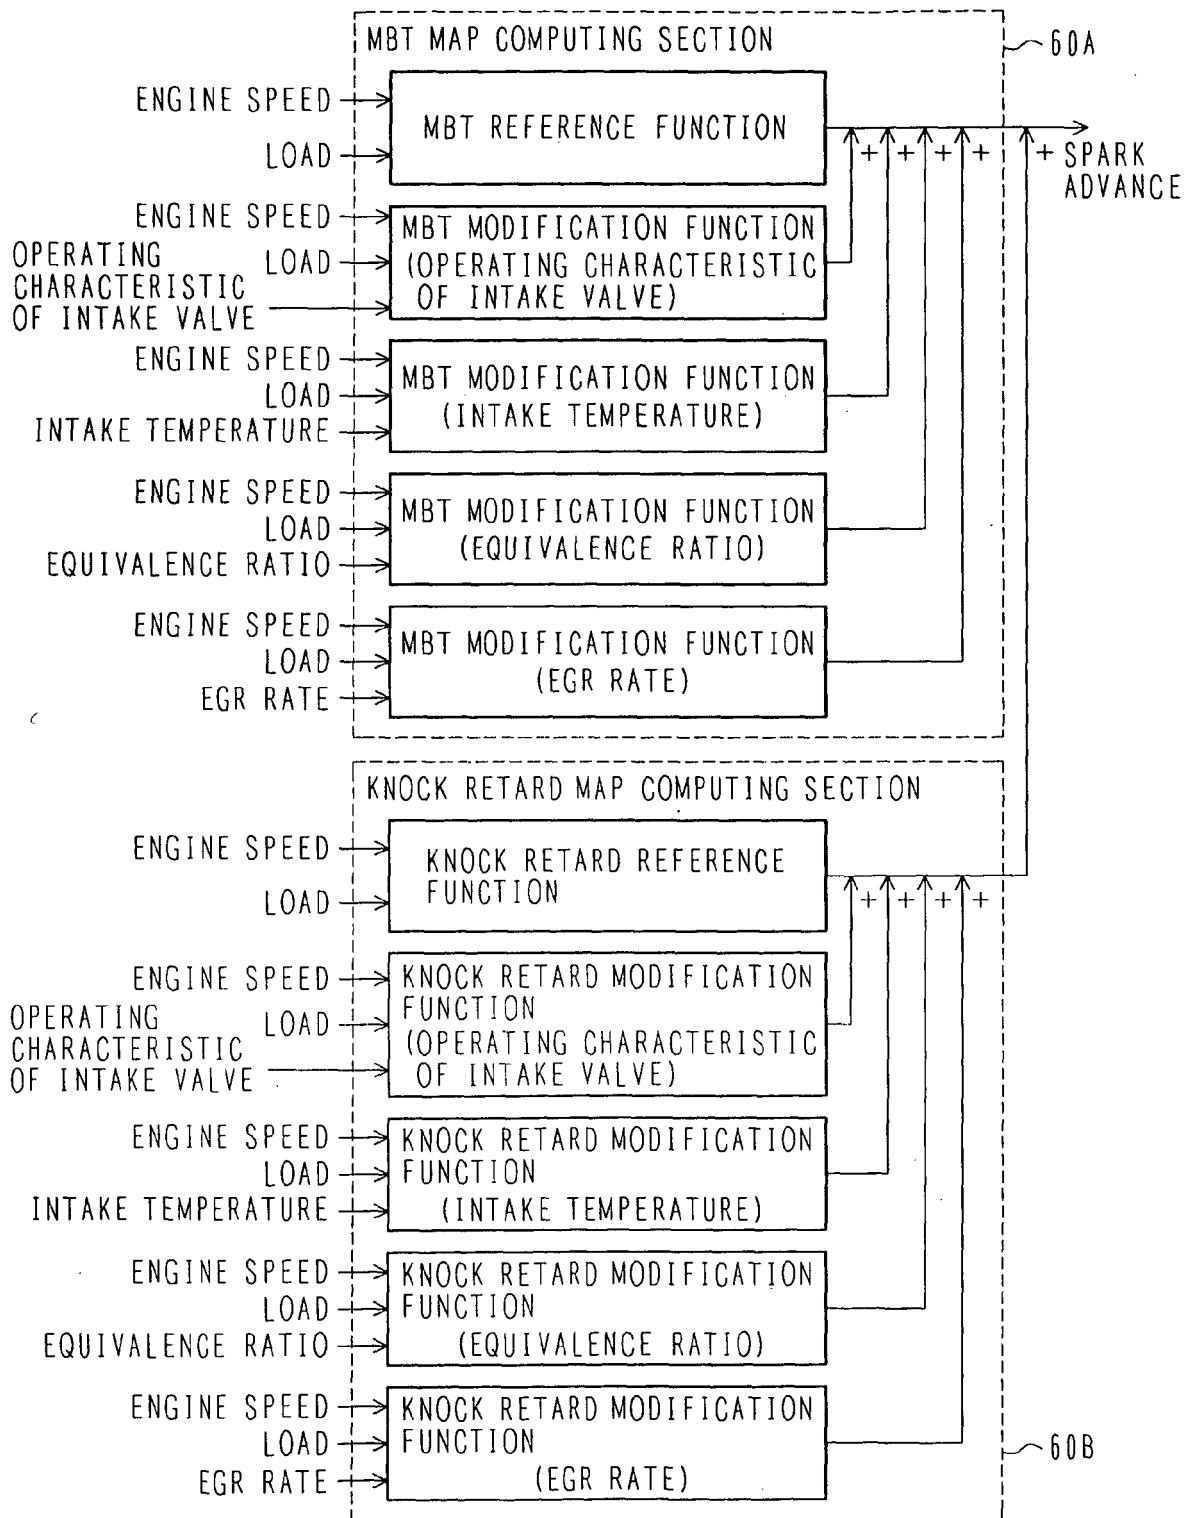 MBT MAP COMPUTING SECTION
60A
ENGINE SPEED
LOAD
MBT REFERENCE FUNCTION
+ + + + +
SPARK
ADVANCE
ENGINE SPEED
LOAD
OPERATING
CHARACTERISTIC
OF INTAKE VALVE
MBT MODIFICATION FUNCTION
(OPERATING CHARACTERISTIC
OF INTAKE VALVE)
ENGINE SPEED
LOAD
INTAKE TEMPERATURE
MBT MODIFICATION FUNCTION
(INTAKE TEMPERATURE)
ENGINE SPEED
LOAD
EQUIVALENCE RATIO
MBT MODIFICATION FUNCTION
(EQUIVALENCE RATIO)
ENGINE SPEED
LOAD
EGR RATE
MBT MODIFICATION FUNCTION
(EGR RATE)
KNOCK RETARD MAP COMPUTING SECTION
ENGINE SPEED
LOAD
KNOCK RETARD REFERENCE
FUNCTION
+ + + +
ENGINE SPEED
LOAD
OPERATING
CHARACTERISTIC
OF INTAKE VALVE
KNOCK RETARD MODIFICATION
FUNCTION
(OPERATING CHARACTERISTIC
OF INTAKE VALVE)
ENGINE SPEED
LOAD
INTAKE TEMPERATURE
KNOCK RETARD MODIFICATION
FUNCTION
(INTAKE TEMPERATURE)
ENGINE SPEED
LOAD
EQUIVALENCE RATIO
KNOCK RETARD MODIFICATION
FUNCTION
(EQUIVALENCE RATIO)
ENGINE SPEED
LOAD
EGR RATE
KNOCK RETARD MODIFICATION
FUNCTION
(EGR RATE)
60B